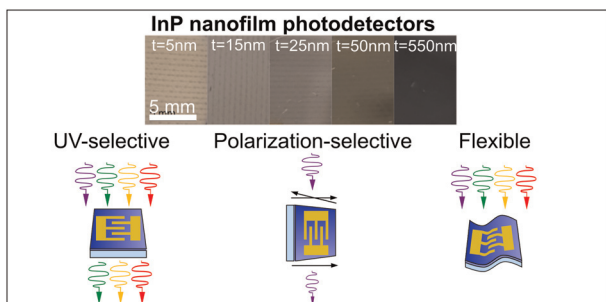 InP nanofilm photodetectors
t=5nm t=15nm t=25nm t=50nm t=550nm
5 mm
UV-selective Polarization-selective Flexible